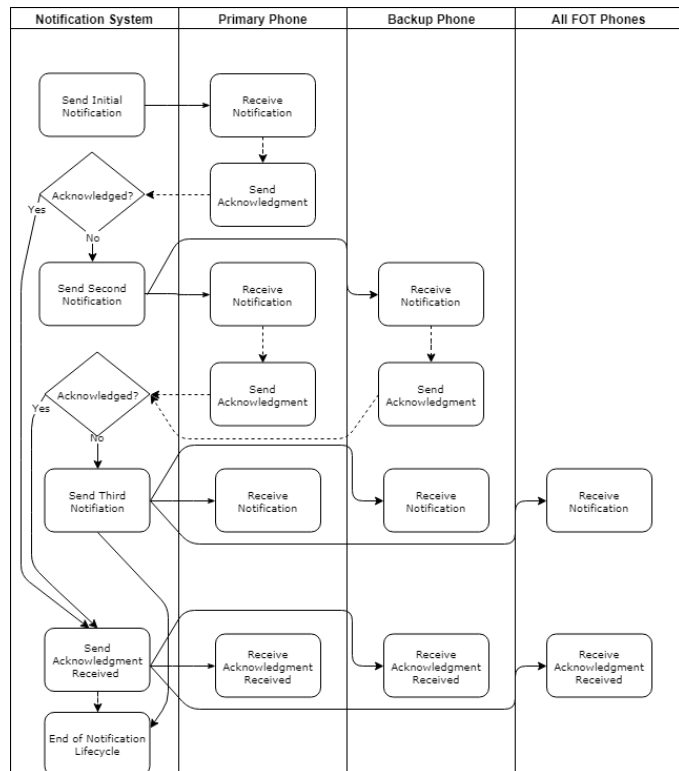 Notification System
Primary Phone
Backup Phone
All FOT Phones
Send Initial
Notification
Receive
Notification
Send
Acknowledgment
Acknowledged?
Yes
No
Send Second
Notification
Receive
Notification
Receive
Notification
Send
Acknowledgment
Send
Acknowledgment
Acknowledged?
Yes
No
Send Third
Notifiation
Receive
Notification
Receive
Notification
Receive
Notification
Send
Acknowledgment
Received
Receive
Acknowledgment
Received
Receive
Acknowledgment
Received
Receive
Acknowledgment
Received
End of Notification
Lifecycle